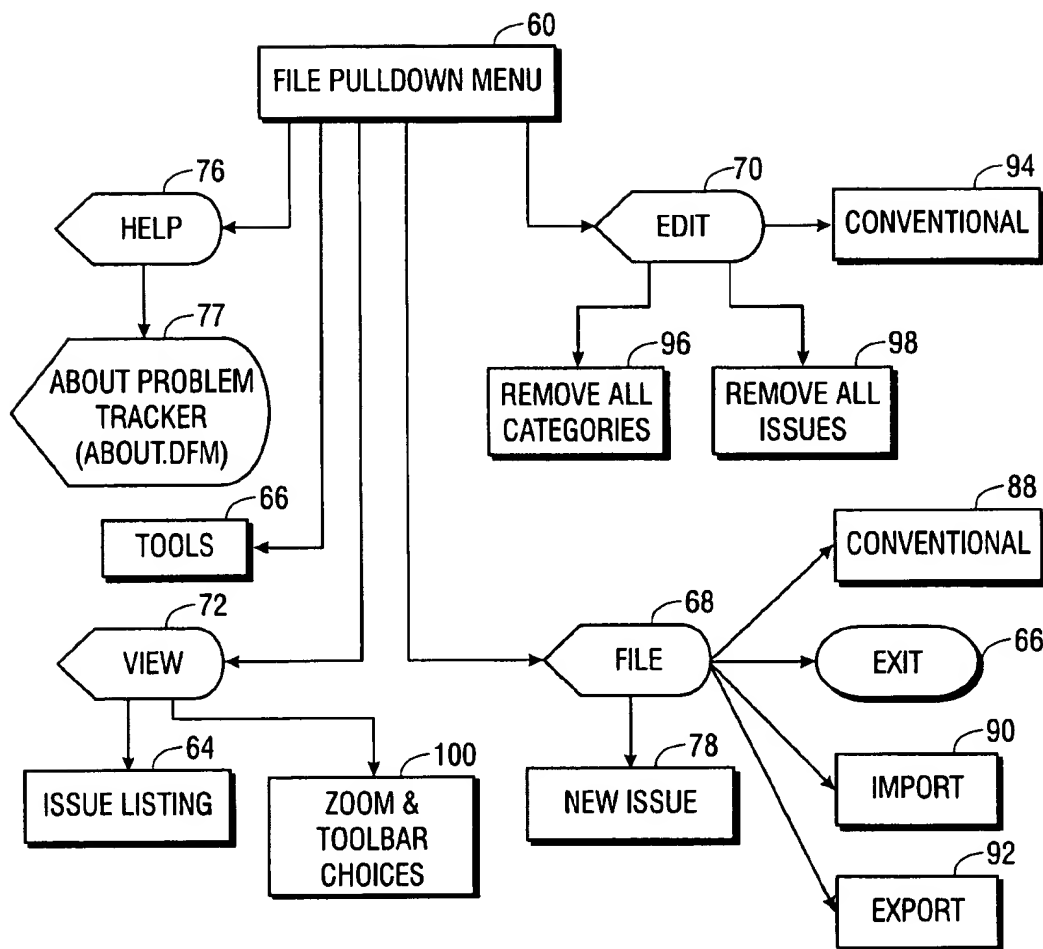 60
FILE PULLDOWN MENU
76
HELP
70
EDIT
94
CONVENTIONAL
77
ABOUT PROBLEM
TRACKER
(ABOUT.DFM)
96
REMOVE ALL
CATEGORIES
98
REMOVE ALL
ISSUES
66
TOOLS
88
CONVENTIONAL
72
VIEW
68
FILE
EXIT
66
64
ISSUE LISTING
100
ZOOM &
TOOLBAR
CHOICES
78
NEW ISSUE
90
IMPORT
92
EXPORT